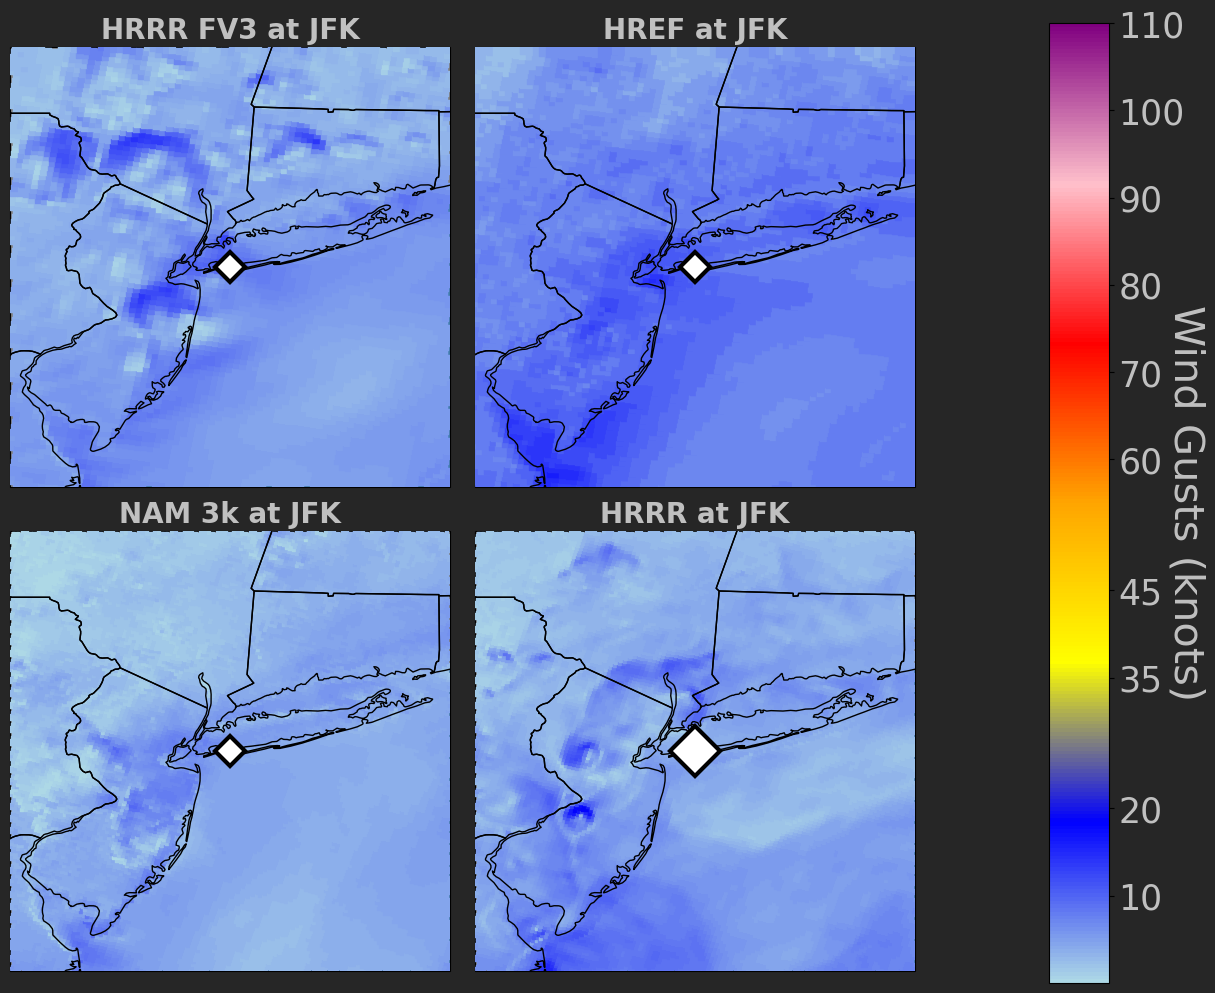 HRRR FV3 at JFK
HREF at JFK
NAM 3k at JFK
HRRR at JFK
110
100
90
80
70
60
45
35
20
10
Wind Gusts (knots)